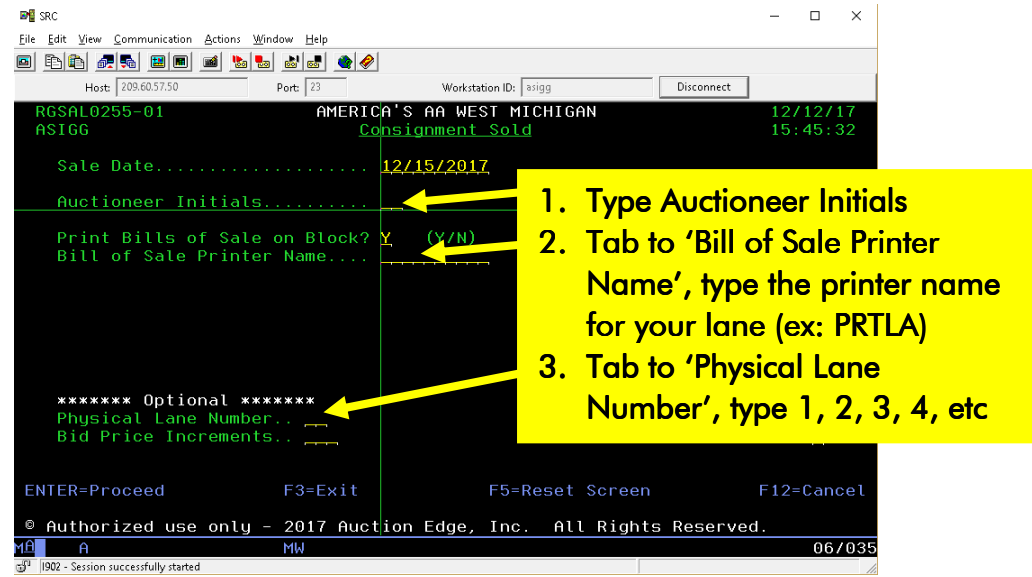 SRC
File Edit View Communication Actions Window Help
Host: 209.60.57.50 Port: 23 Workstation ID: asigg Disconnect
RGSAL0255-01 AMERICA'S AA WEST MICHIGAN 12/12/17
ASIGG Consignment Sold 15:45:32
Sale Date.................... 12/15/2017
Auctioneer Initials..........
Print Bills of Sale on Block? Y (Y/N)
Bill of Sale Printer Name....
1. Type Auctioneer Initials
2. Tab to ‘Bill of Sale Printer
Name’, type the printer name
for your lane (ex: PRTLA)
3. Tab to ‘Physical Lane
Number’, type 1, 2, 3, 4, etc
******* Optional *******
Physical Lane Number..
Bid Price Increments..
ENTER=Proceed F3=Exit F5=Reset Screen F12=Cancel
© Authorized use only - 2017 Auction Edge, Inc. All Rights Reserved.
MA A MW 06/035
I902 - Session successfully started